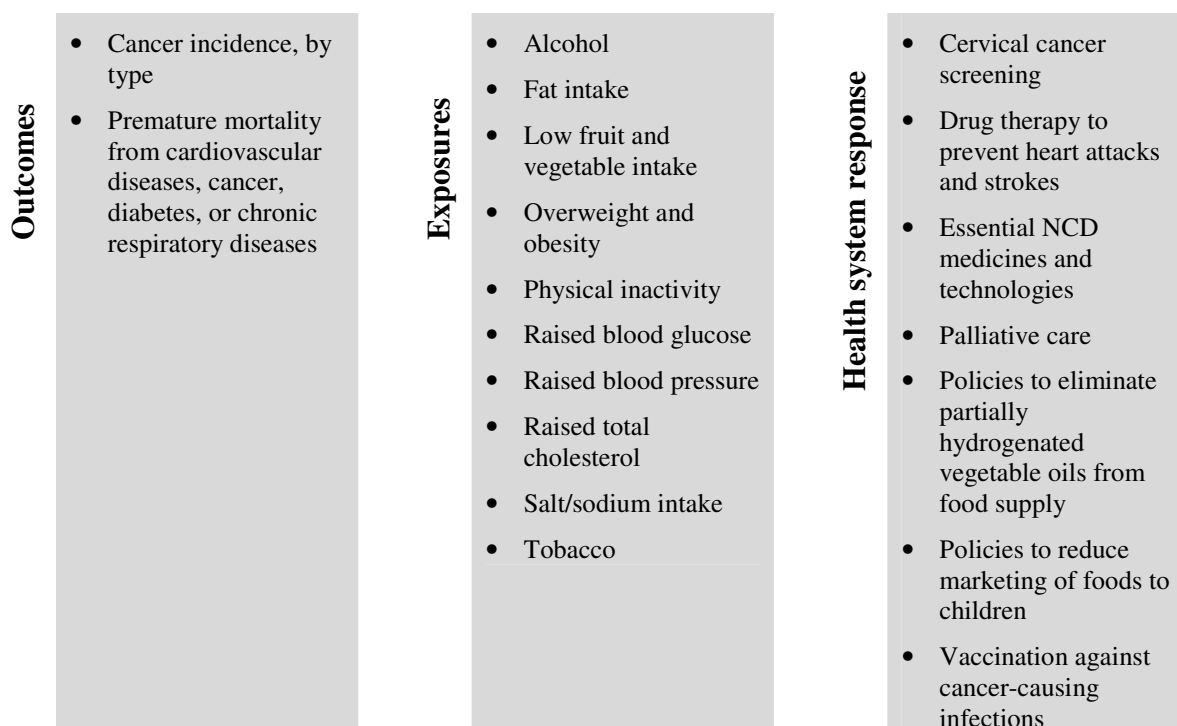 Outcomes
• Cancer incidence, by
type
• Premature mortality
from cardiovascular
diseases, cancer,
diabetes, or chronic
respiratory diseases
Exposures
• Alcohol
• Fat intake
• Low fruit and
vegetable intake
• Overweight and
obesity
• Physical inactivity
• Raised blood glucose
• Raised blood pressure
• Raised total
cholesterol
• Salt/sodium intake
• Tobacco
Health system response
• Cervical cancer
screening
• Drug therapy to
prevent heart attacks
and strokes
• Essential NCD
medicines and
technologies
• Palliative care
• Policies to eliminate
partially
hydrogenated
vegetable oils from
food supply
• Policies to reduce
marketing of foods to
children
• Vaccination against
cancer-causing
infections